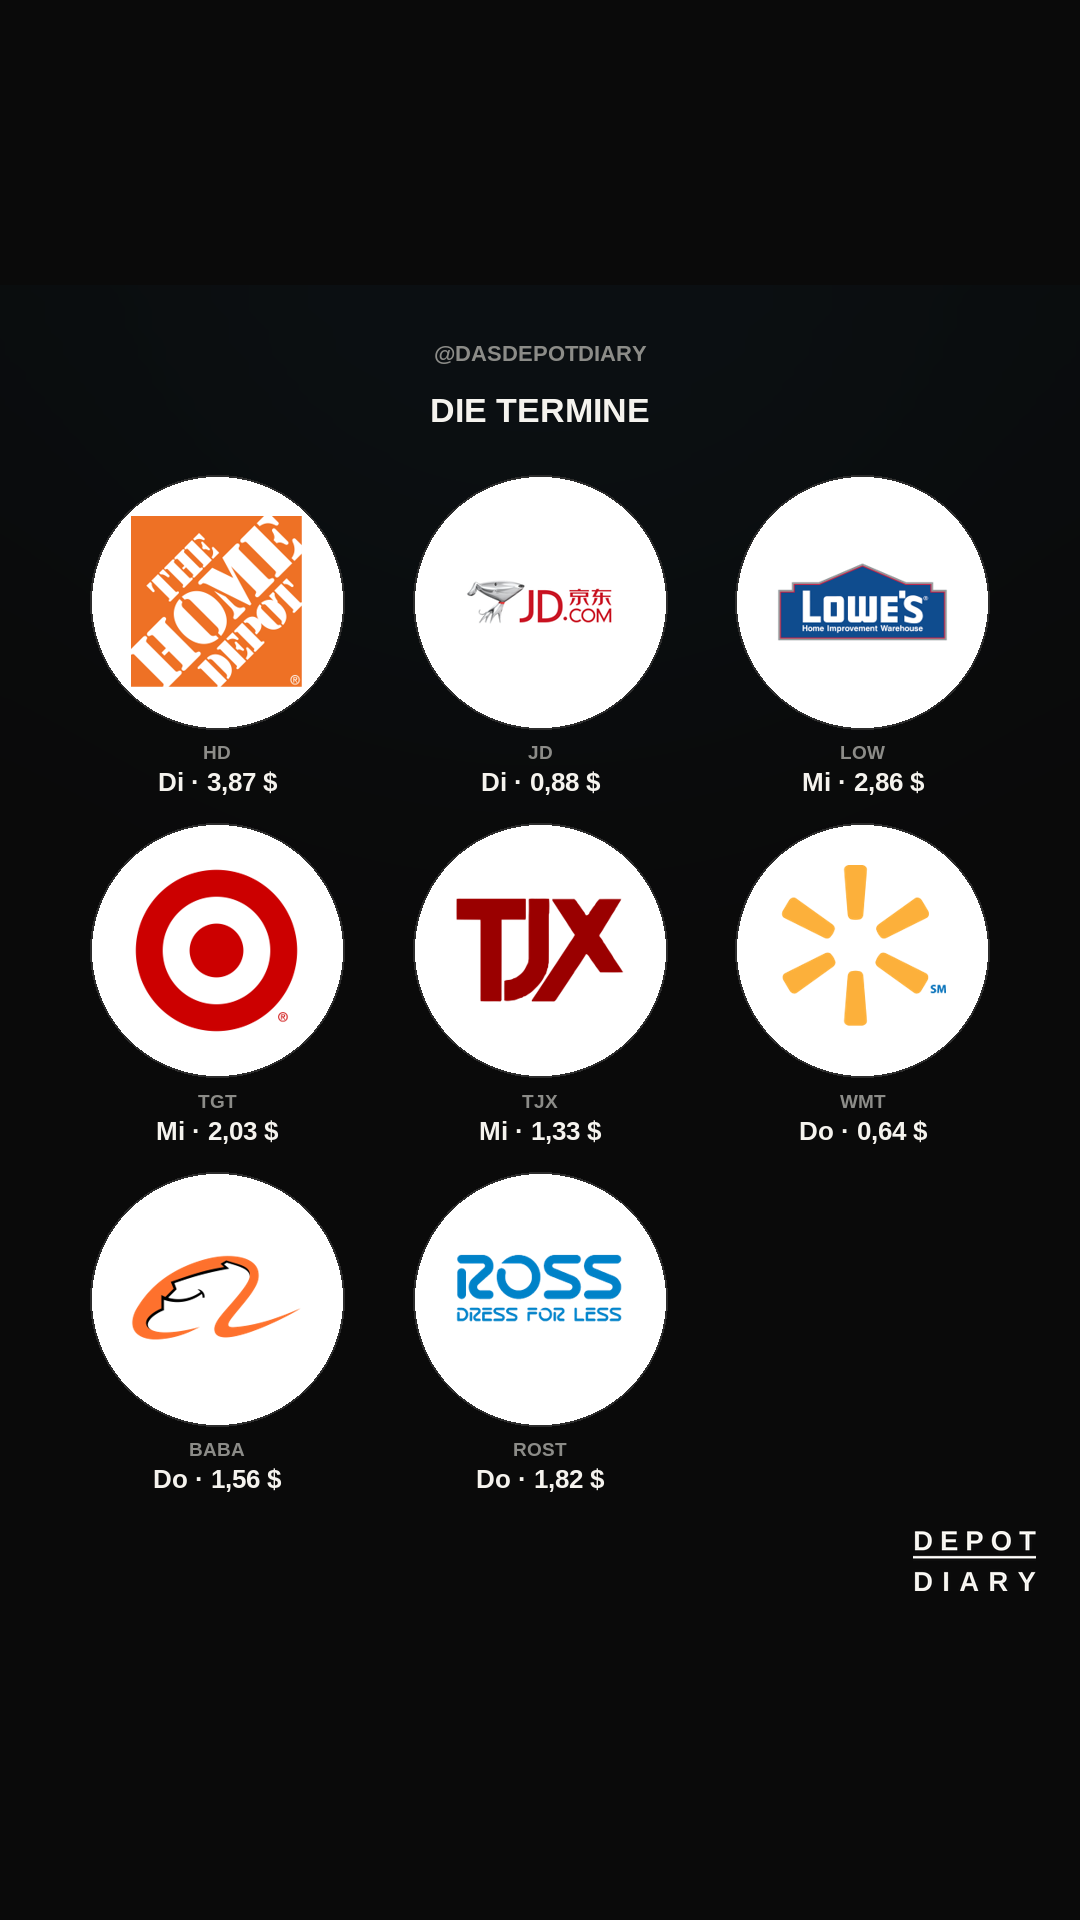 @DASDEPOTDIARY
DIE TERMINE
THE
HOME
DEPOT
®
JD 京东
.COM
LOWE'S®
Home Improvement Warehouse
HD
Di · 3,87 $
JD
Di · 0,88 $
LOW
Mi · 2,86 $
®
TJX
SM
TGT
Mi · 2,03 $
TJX
Mi · 1,33 $
WMT
Do · 0,64 $
ROSS
DRESS FOR LESS
BABA
Do · 1,56 $
ROST
Do · 1,82 $
DEPOT
DIARY